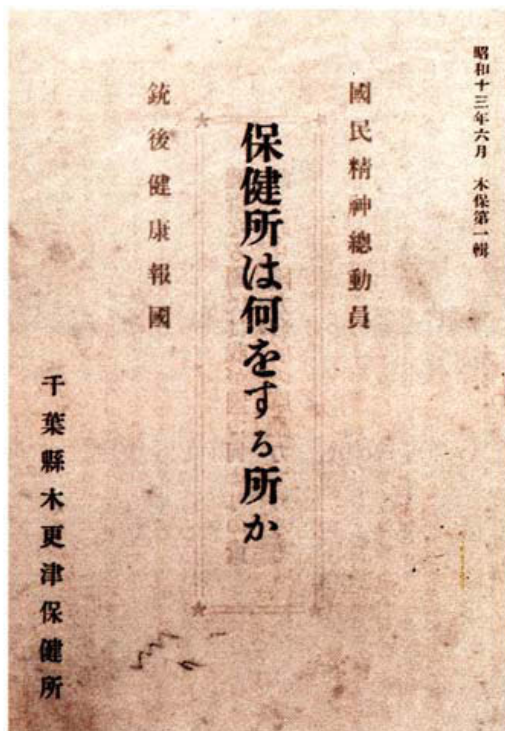 昭和十三年六月 木保第一輯
國民精神總動員
保健所は何をする所か
銃後健康報國
千葉縣木更津保健所